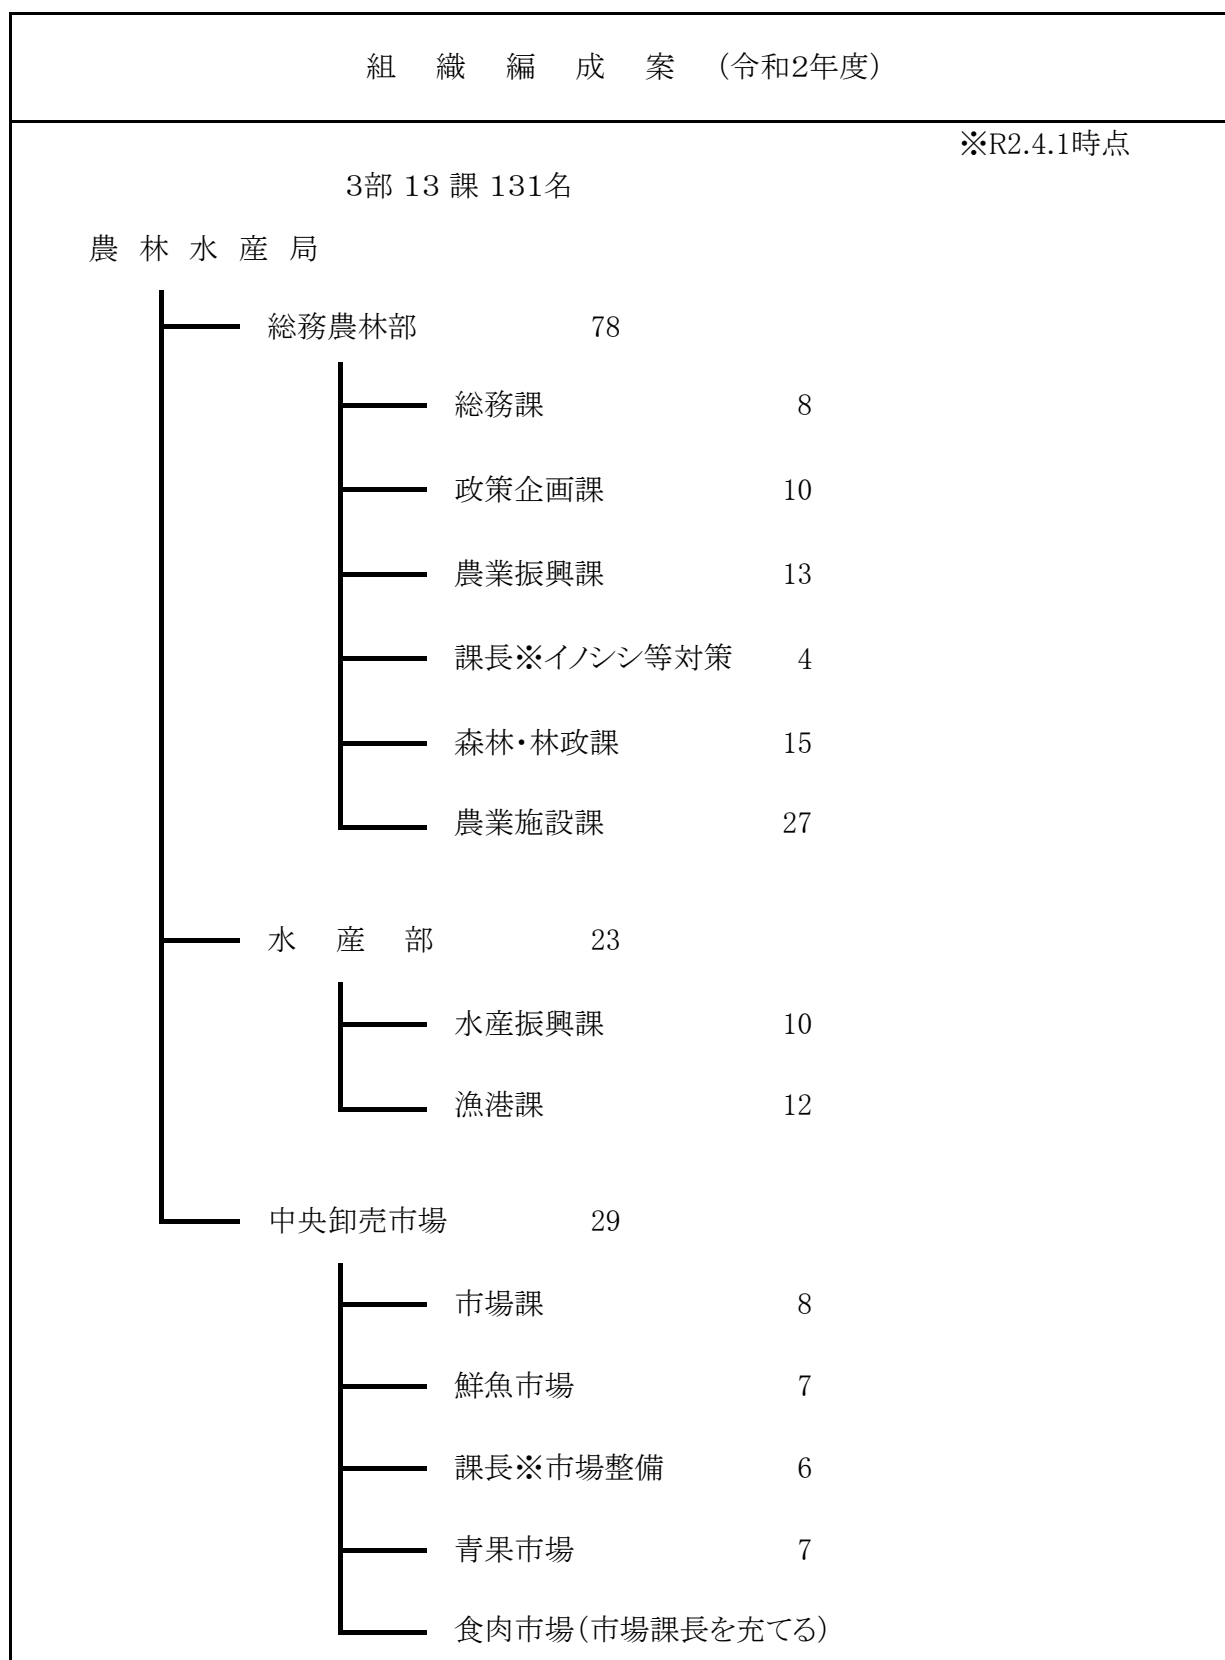 組 織 編 成 案 (令和2年度)
※R2.4.1時点
3部 13 課 131名
農 林 水 産 局
総務農林部 78
総務課 8
政策企画課 10
農業振興課 13
課長※イノシシ等対策 4
森林・林政課 15
農業施設課 27
水 産 部 23
水産振興課 10
漁港課 12
中央卸売市場 29
市場課 8
鮮魚市場 7
課長※市場整備 6
青果市場 7
食肉市場(市場課長を充てる)